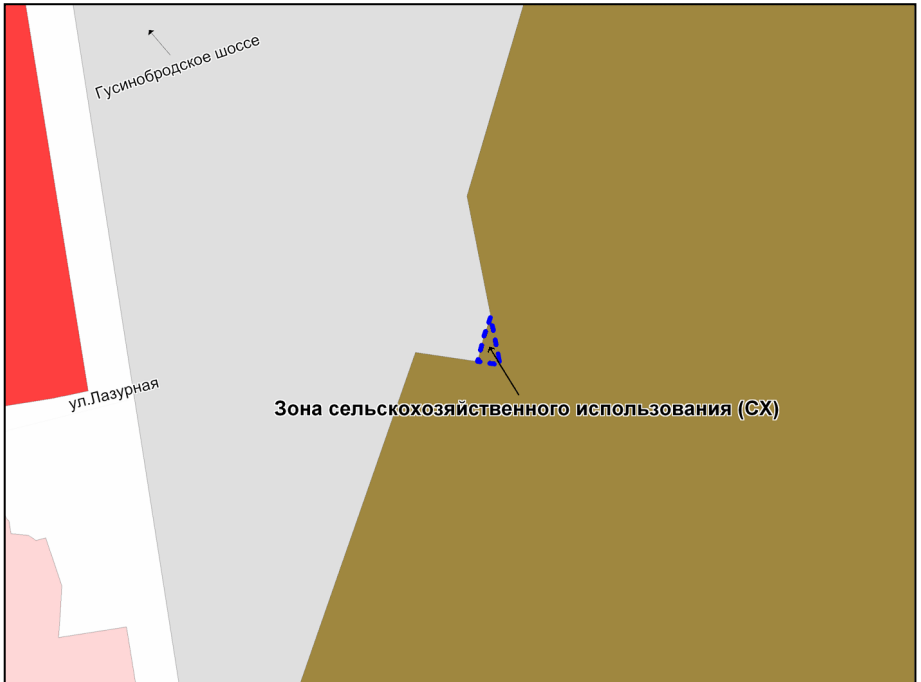 Гусинобродское шоссе
ул.Лазурная
Зона сельскохозяйственного использования (СХ)